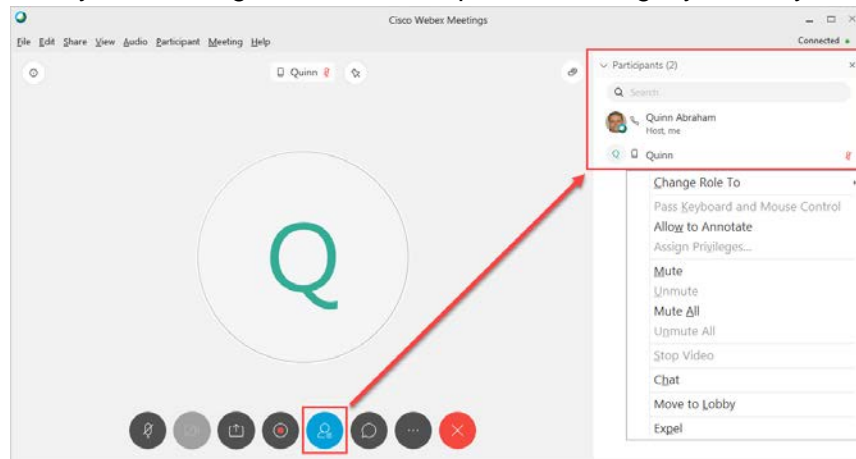 Cisco Webex Meetings
File Edit Share View Audio Participant Meeting Help
Connected
Quinn
Participants (2)
Search
Quinn Abraham
Host, me
Q Quinn
Q
Change Role To
Pass Keyboard and Mouse Control
Allow to Annotate
Assign Privileges...
Mute
Unmute
Mute All
Unmute All
Stop Video
Chat
Move to Lobby
Expel